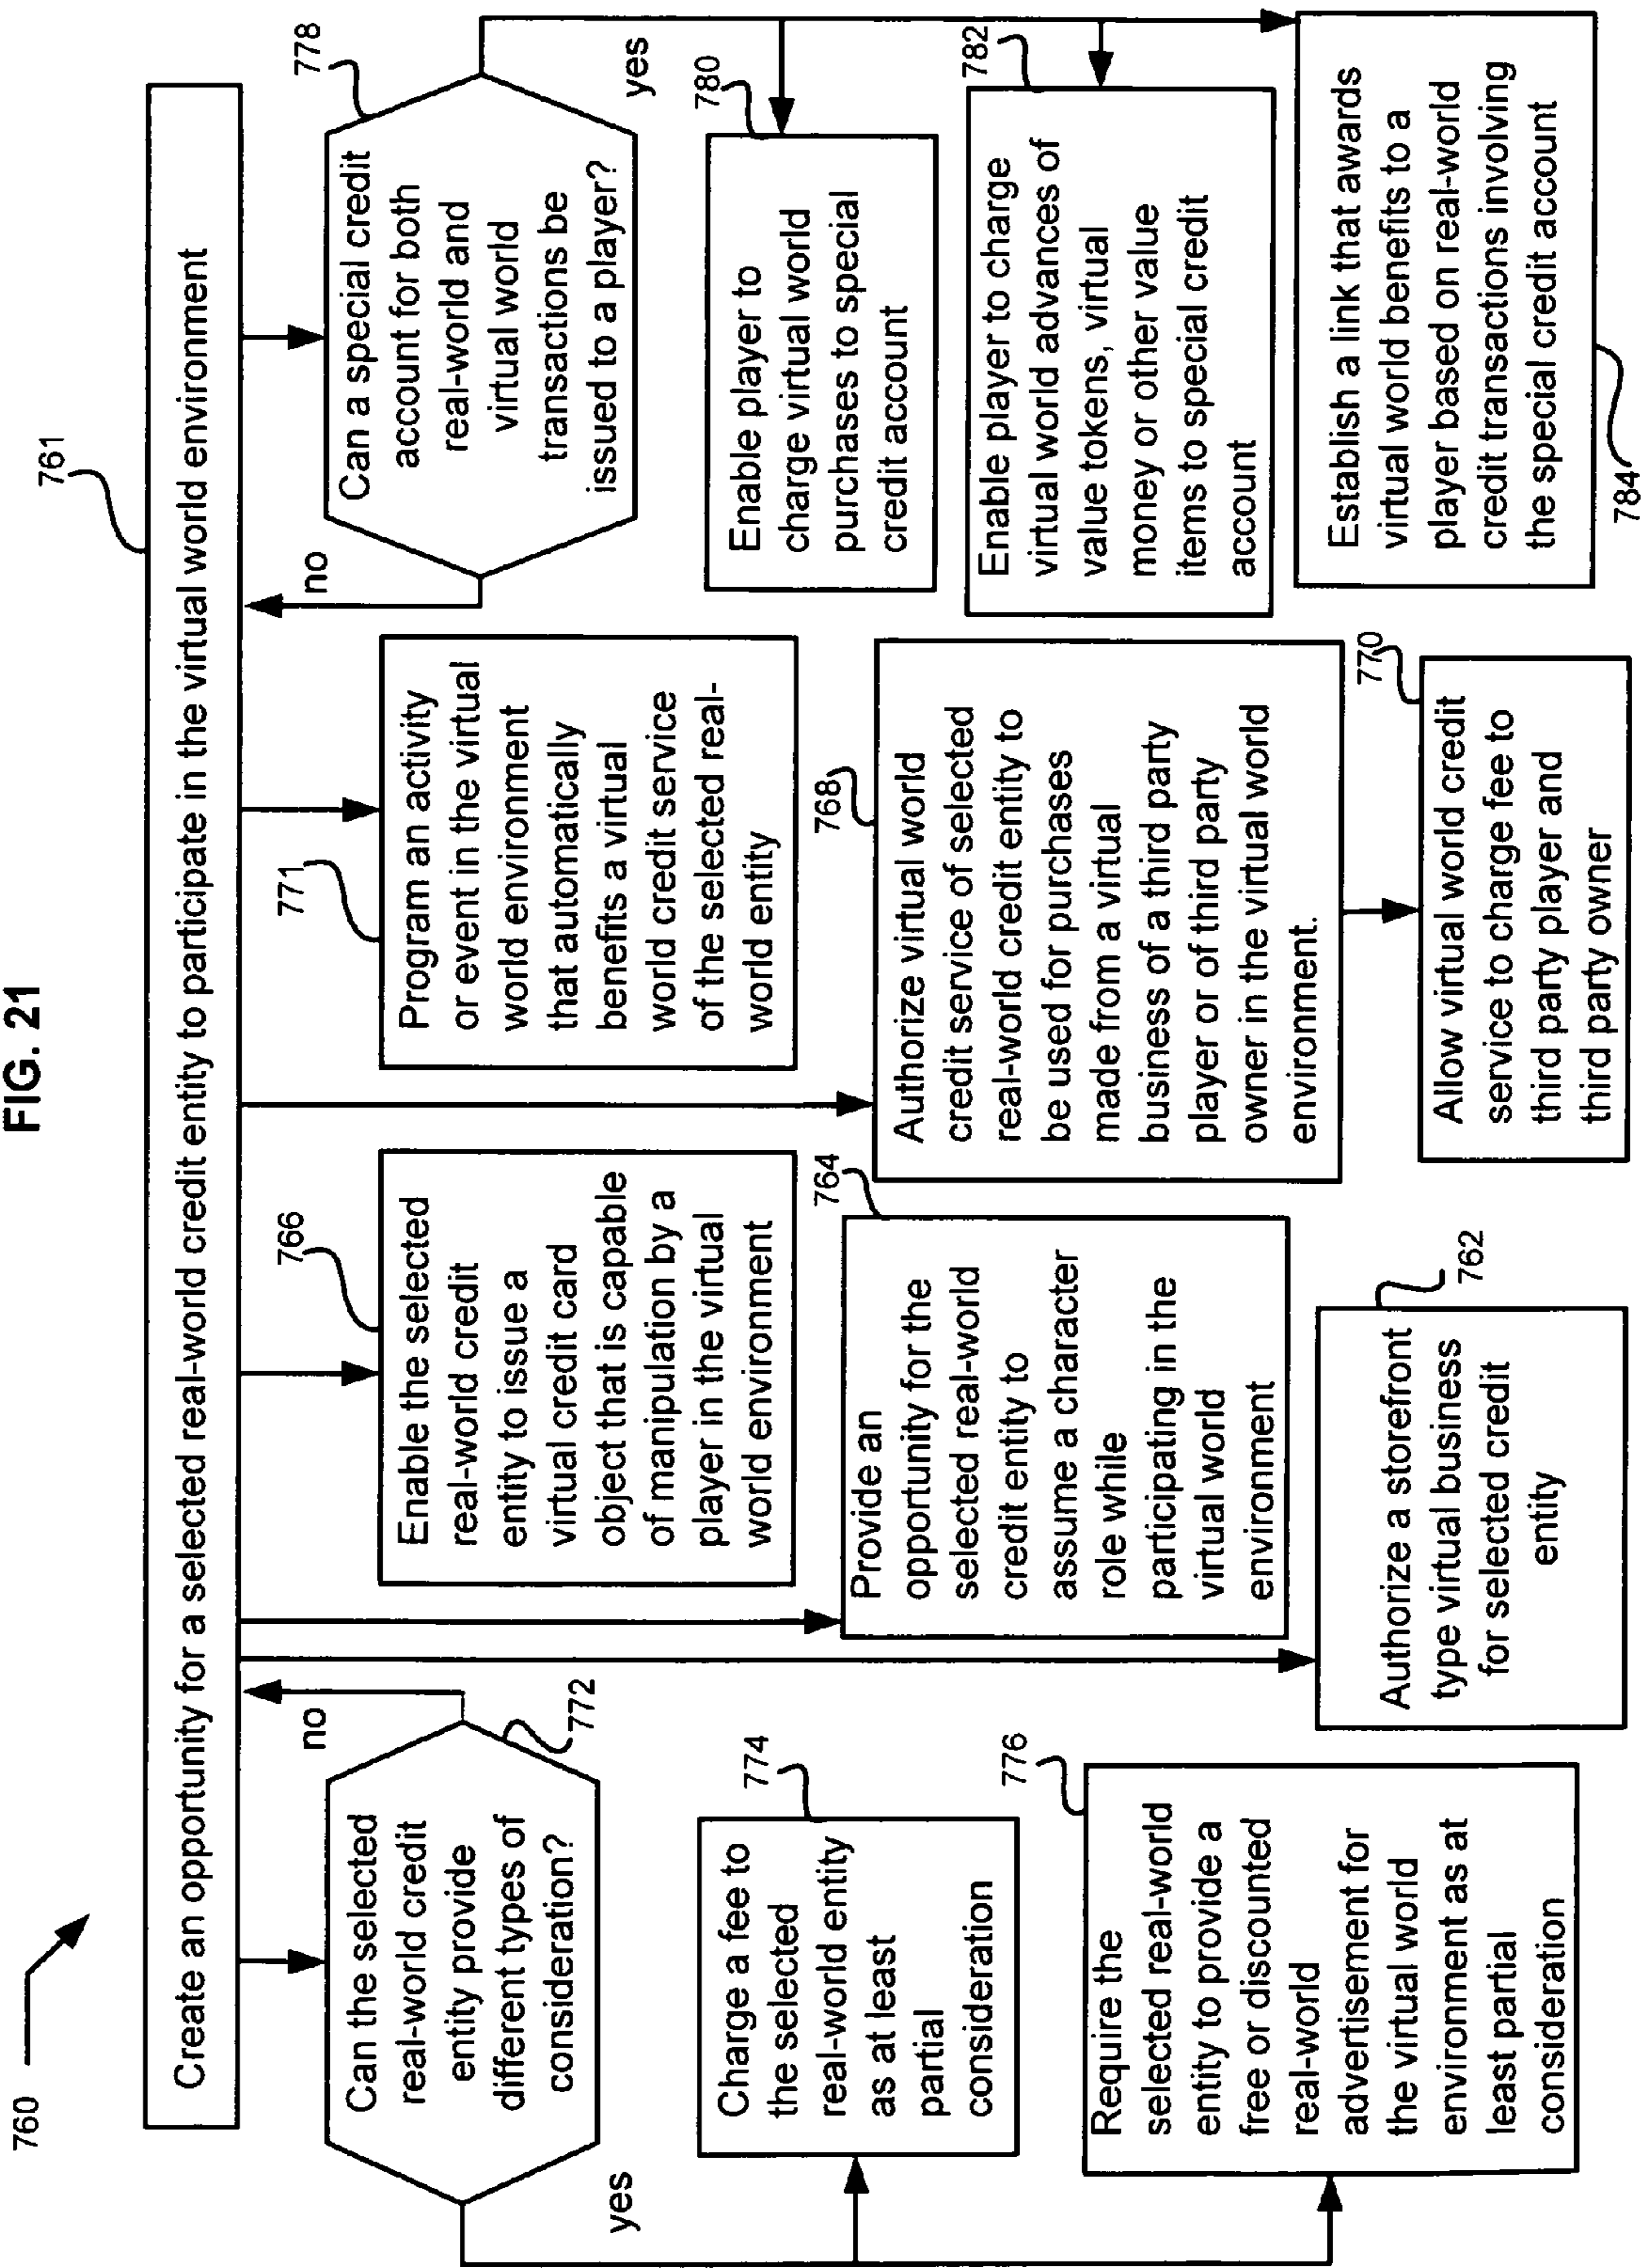 FIG. 21
760
761
Create an opportunity for a selected real-world credit entity to participate in the virtual world environment
Can the selected
real-world credit
entity provide
different types of
consideration?
772
no
yes
774
Charge a fee to
the selected
real-world entity
as at least
partial
consideration
776
Require the
selected real-world
entity to provide a
free or discounted
real-world
advertisement for
the virtual world
environment as at
least partial
consideration
766
Enable the selected
real-world credit
entity to issue a
virtual credit card
object that is capable
of manipulation by a
player in the virtual
world environment
764
Provide an
opportunity for the
selected real-world
credit entity to
assume a character
role while
participating in the
virtual world
environment
762
Authorize a storefront
type virtual business
for selected credit
entity
771
Program an activity
or event in the virtual
world environment
that automatically
benefits a virtual
world credit service
of the selected real-
world entity
768
Authorize virtual world
credit service of selected
real-world credit entity to
be used for purchases
made from a virtual
business of a third party
player or of third party
owner in the virtual world
environment.
770
Allow virtual world credit
service to charge fee to
third party player and
third party owner
778
Can a special credit
account for both
real-world and
virtual world
transactions be
issued to a player?
no
yes
780
Enable player to
charge virtual world
purchases to special
credit account
782
Enable player to charge
virtual world advances of
value tokens, virtual
money or other value
items to special credit
account
Establish a link that awards
virtual world benefits to a
player based on real-world
credit transactions involving
the special credit account
784